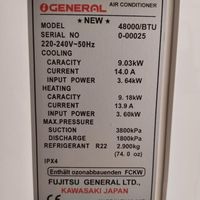 GENERAL AIR CONDITIONER
*NEW*
MODEL 48000/BTU
SERIAL NO 0-00025
220-240V~50Hz
COOLING
CAPACITY 9.03kW
CURRENT 14.0 A
INPUT POWER 3.64kW
HEATING
CAPACITY 9.18kW
CURRENT 13.9 A
INPUT POWER 3.60kW
MAX.PRESSURE
SUCTION 3800kPa
DISCHARGE 1800kPa
REFRIGERANT R22 2.900kg
(74.0 oz)
IPX4
Enthält ozonabbauenden FCKW
FUJITSU GENERAL LTD.,
KAWASAKI JAPAN
CE